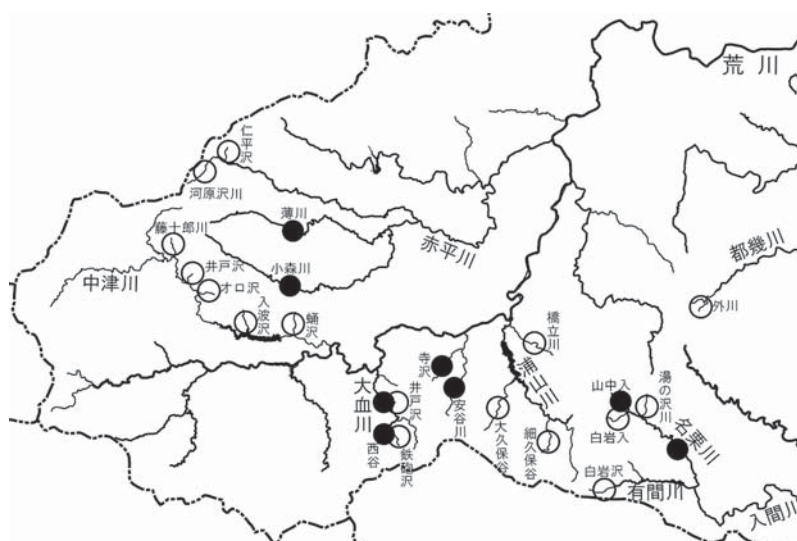 荒川
仁平沢
河原沢川
薄川
藤十郎川
赤平川
都幾川
井戸沢
小森川
中津川
オロ沢
外川
入波沢
蛹沢
橋立川
寺沢
浦山川
大血川
井戸沢
山中入
湯の沢川
安谷川
大久保谷
白岩入
名栗川
西谷
鉄砲沢
細久保谷
白岩沢
有間川
入間川